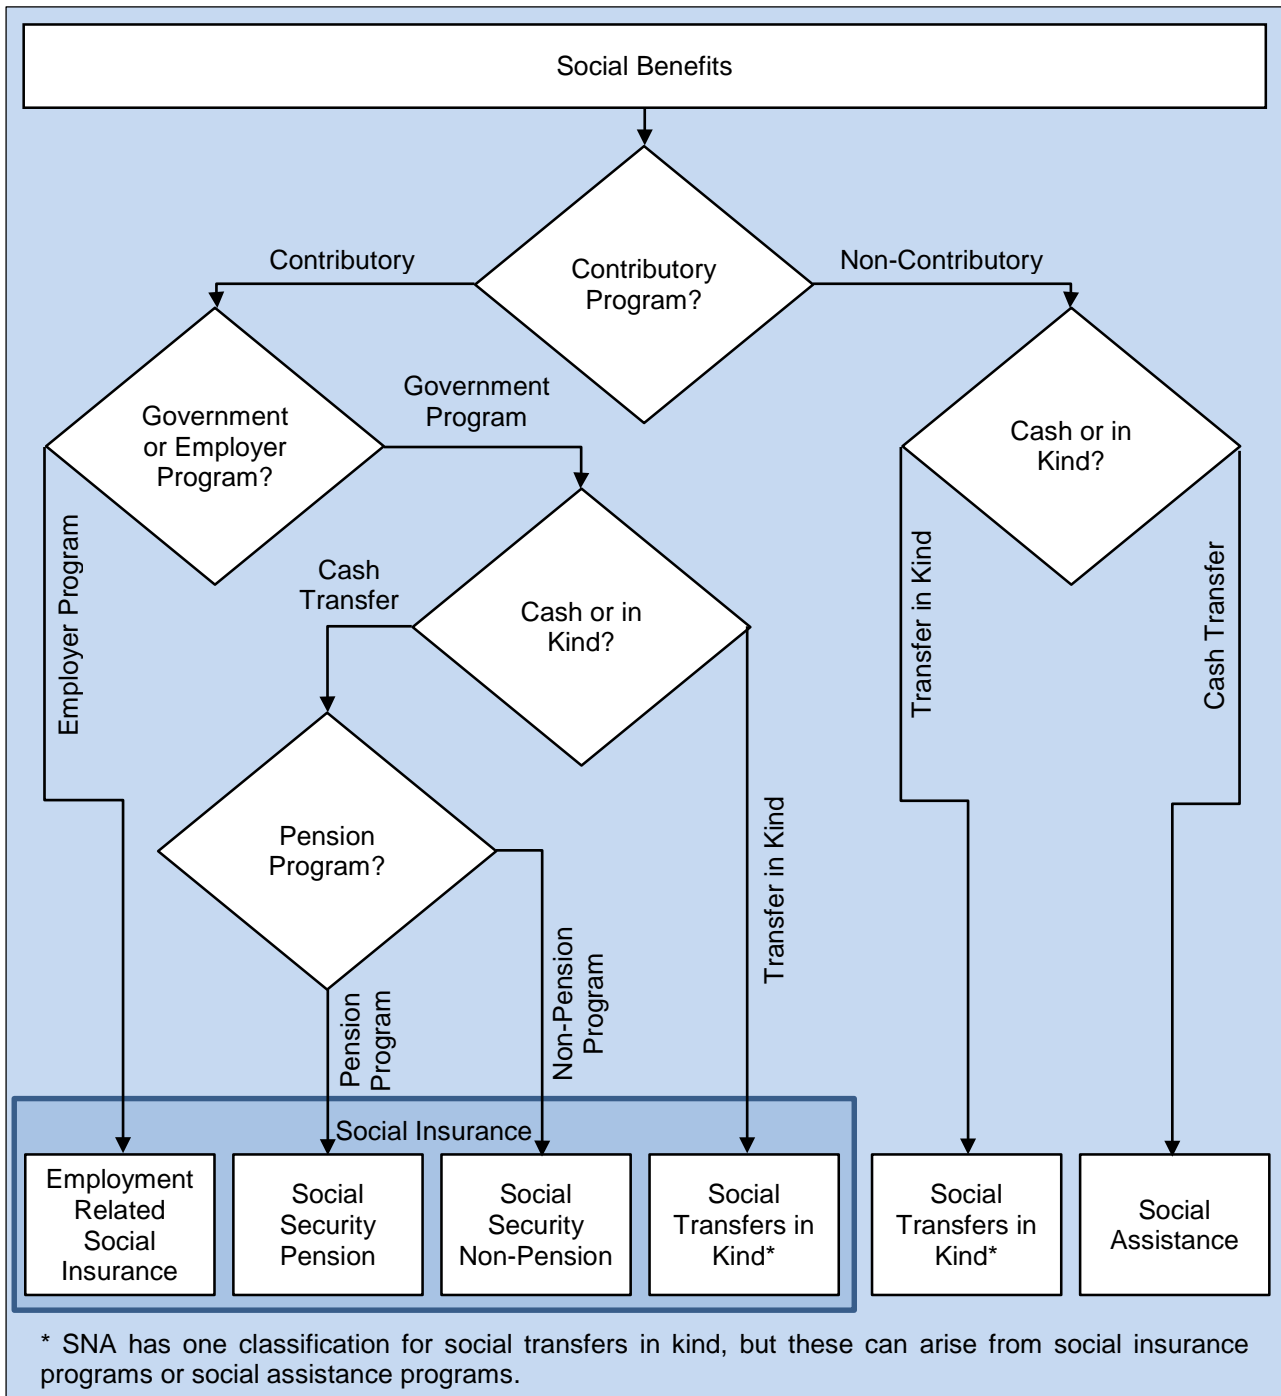 Social Benefits
Contributory
Contributory
Program?
Non-Contributory
Government
or Employer
Program?
Government
Program
Cash or in
Kind?
Employer Program
Cash
Transfer
Cash or in
Kind?
Transfer in Kind
Cash Transfer
Pension
Program?
Transfer in Kind
Pension
Program
Non-Pension
Program
Social Insurance
Employment
Related
Social
Insurance
Social
Security
Pension
Social
Security
Non-Pension
Social
Transfers in
Kind*
Social
Transfers in
Kind*
Social
Assistance
* SNA has one classification for social transfers in kind, but these can arise from social insurance
programs or social assistance programs.